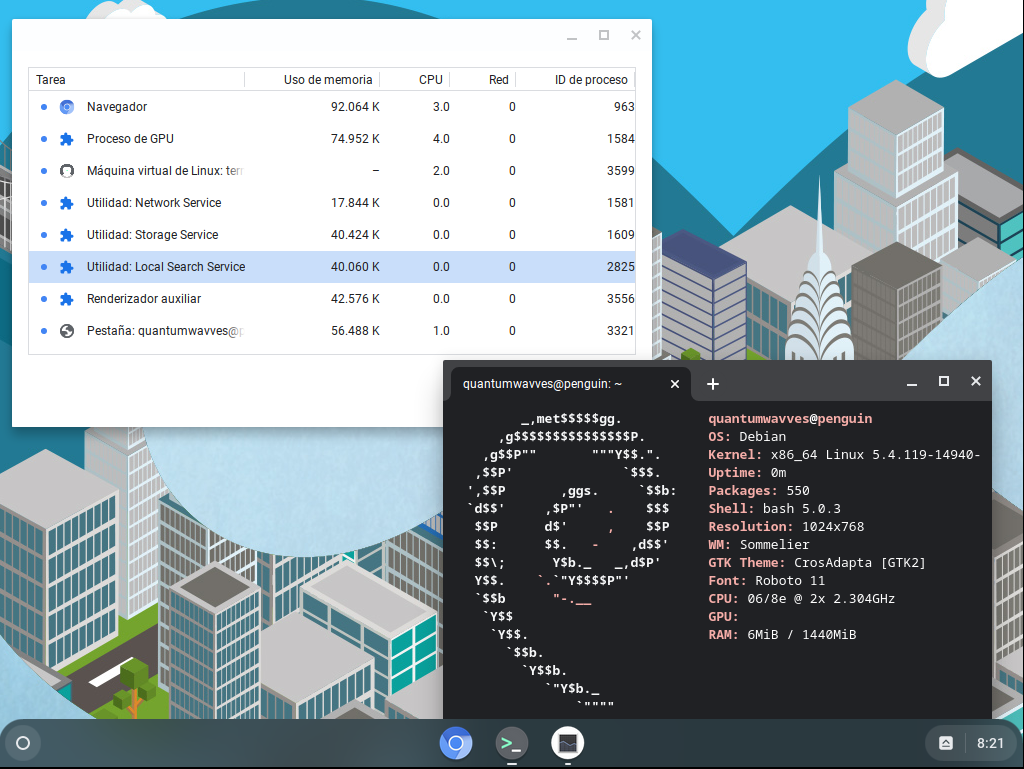 Tarea Uso de memoria CPU Red ID de proceso
Navegador 92.064 K 3.0 0 963
Proceso de GPU 74.952 K 4.0 0 1584
Máquina virtual de Linux: ter – 2.0 0 3599
Utilidad: Network Service 17.844 K 0.0 0 1581
Utilidad: Storage Service 40.424 K 0.0 0 1609
Utilidad: Local Search Service 40.060 K 0.0 0 2825
Renderizador auxiliar 42.576 K 0.0 0 3556
Pestaña: quantumwavves@p 56.488 K 1.0 0 3321
quantumwavves@penguin: ~
_,met$$$$$gg. quantumwavves@penguin
,g$$$$$$$$$$$$$$$P. OS: Debian
,g$$P"" """Y$$.". Kernel: x86_64 Linux 5.4.119-14940-
,$$P' `$$$. Uptime: 0m
',$$P ,ggs. `$$b: Packages: 550
`d$$' ,$P"' . $$$ Shell: bash 5.0.3
$$P d$' , $$P Resolution: 1024x768
$$: $$. - ,d$$' WM: Sommelier
$$\; Y$b._ _,d$P' GTK Theme: CrosAdapta [GTK2]
Y$$. `.`"Y$$$$P"' Font: Roboto 11
`$$b "-.__ CPU: 06/8e @ 2x 2.304GHz
`Y$$ GPU:
`Y$$. RAM: 6MiB / 1440MiB
`$$b.
`Y$$b.
`"Y$b._
`""""
8:21